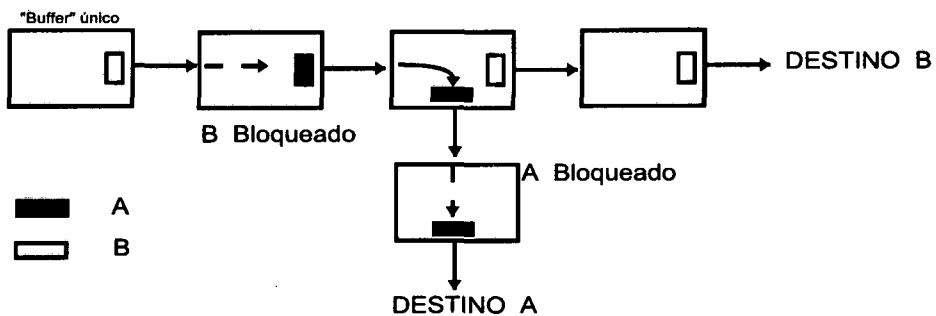 "Buffer" único
DESTINO B
B Bloqueado
A Bloqueado
A
B
DESTINO A